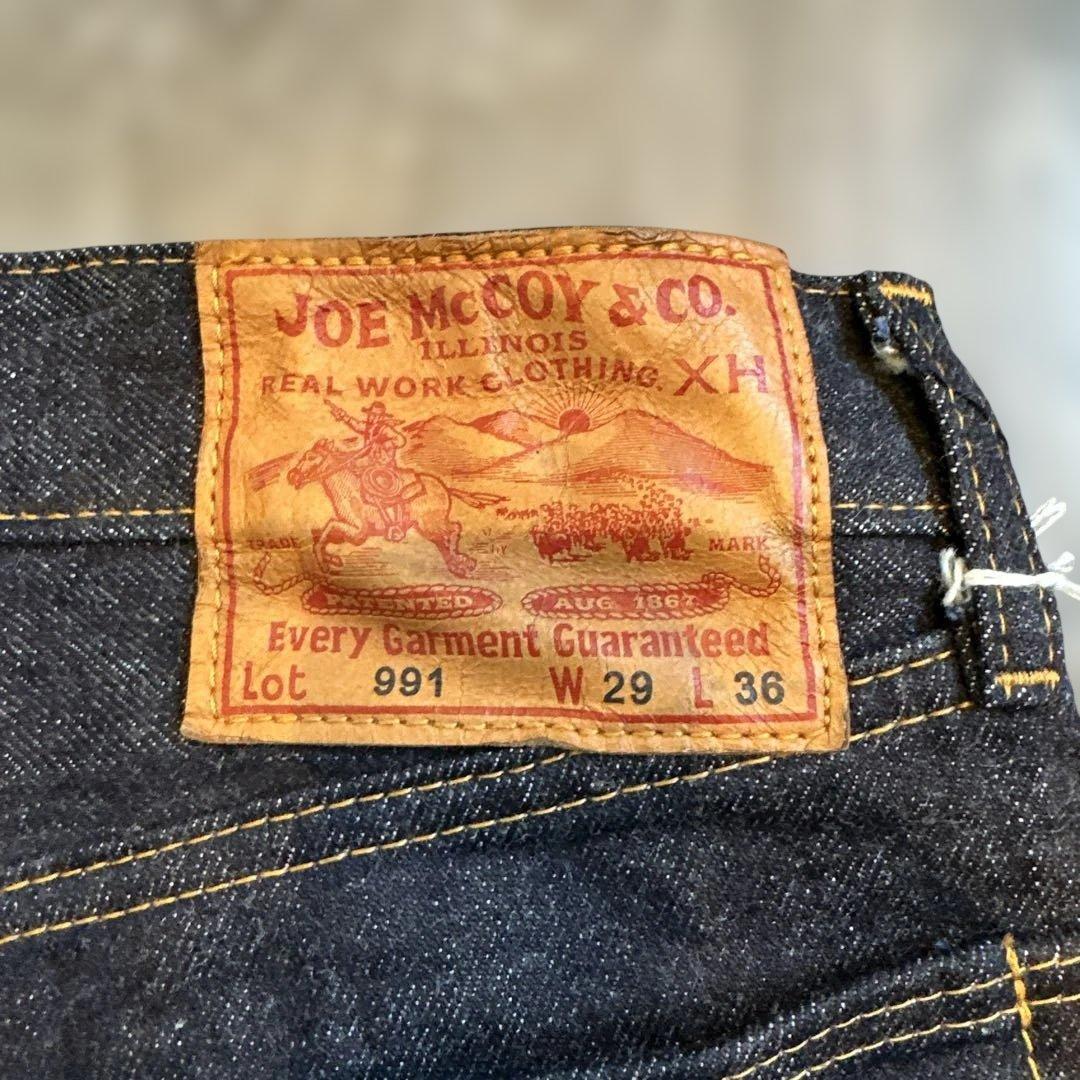 JOE McCOY & CO.
ILLINOIS
REAL WORK CLOTHING. XH
TRADE MARK
PATENTED AUG. 1867
Every Garment Guaranteed
Lot 991 W 29 L 36